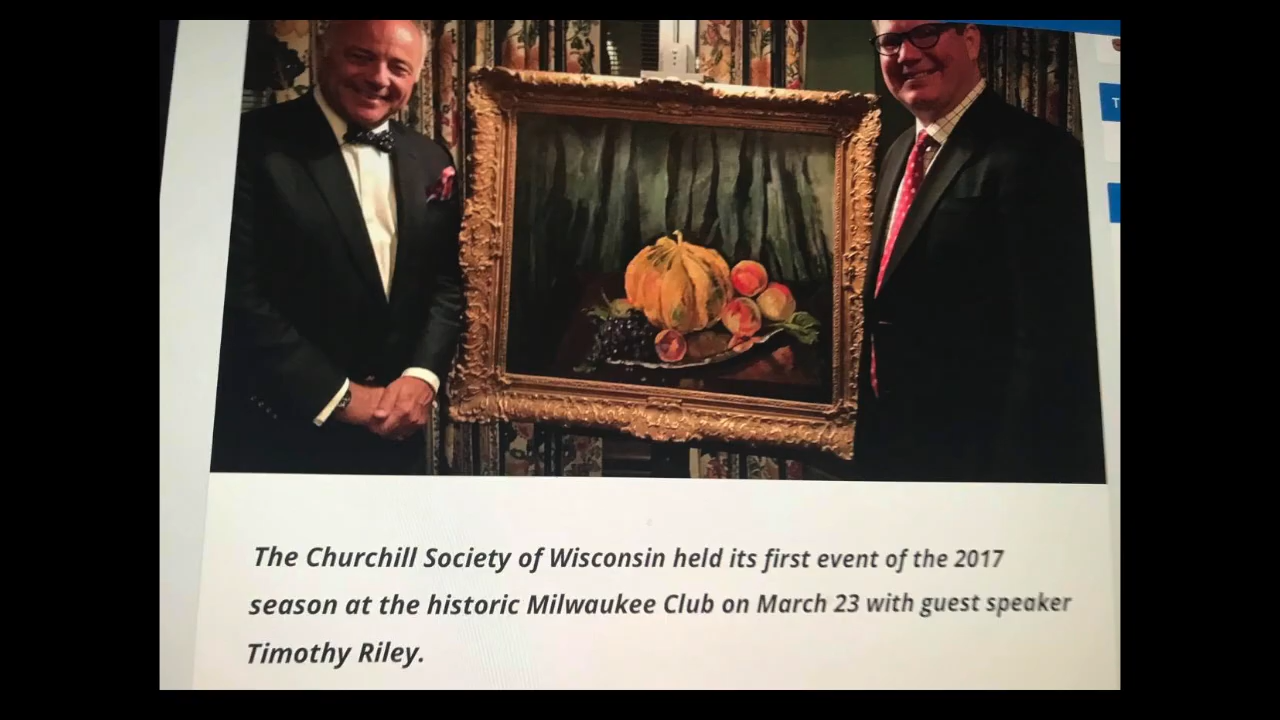 T
The Churchill Society of Wisconsin held its first event of the 2017
season at the historic Milwaukee Club on March 23 with guest speaker
Timothy Riley.